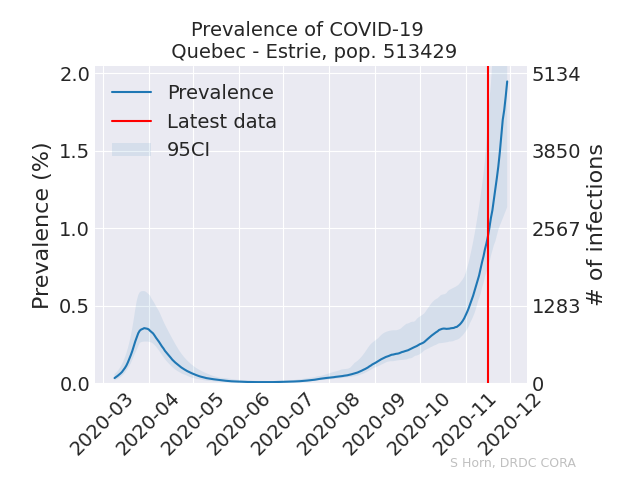 Prevalence of COVID-19
Quebec - Estrie, pop. 513429
Prevalence (%)
2.0
1.5
1.0
0.5
0.0
Prevalence
Latest data
95CI
5134
3850
2567
1283
0
# of infections
2020-03
2020-04
2020-05
2020-06
2020-07
2020-08
2020-09
2020-10
2020-11
2020-12
S Horn, DRDC CORA